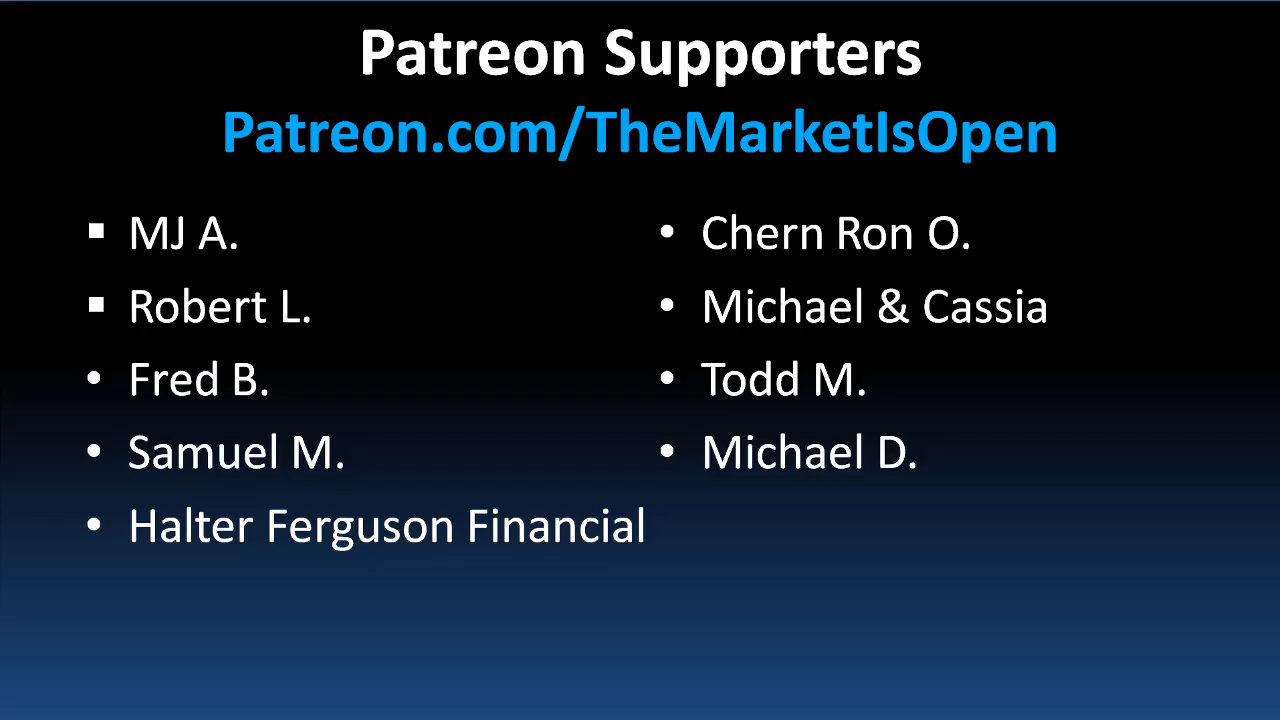 Patreon Supporters
Patreon.com/TheMarketIsOpen
▪ MJ A.
▪ Robert L.
• Fred B.
• Samuel M.
• Halter Ferguson Financial
• Chern Ron O.
• Michael & Cassia
• Todd M.
• Michael D.